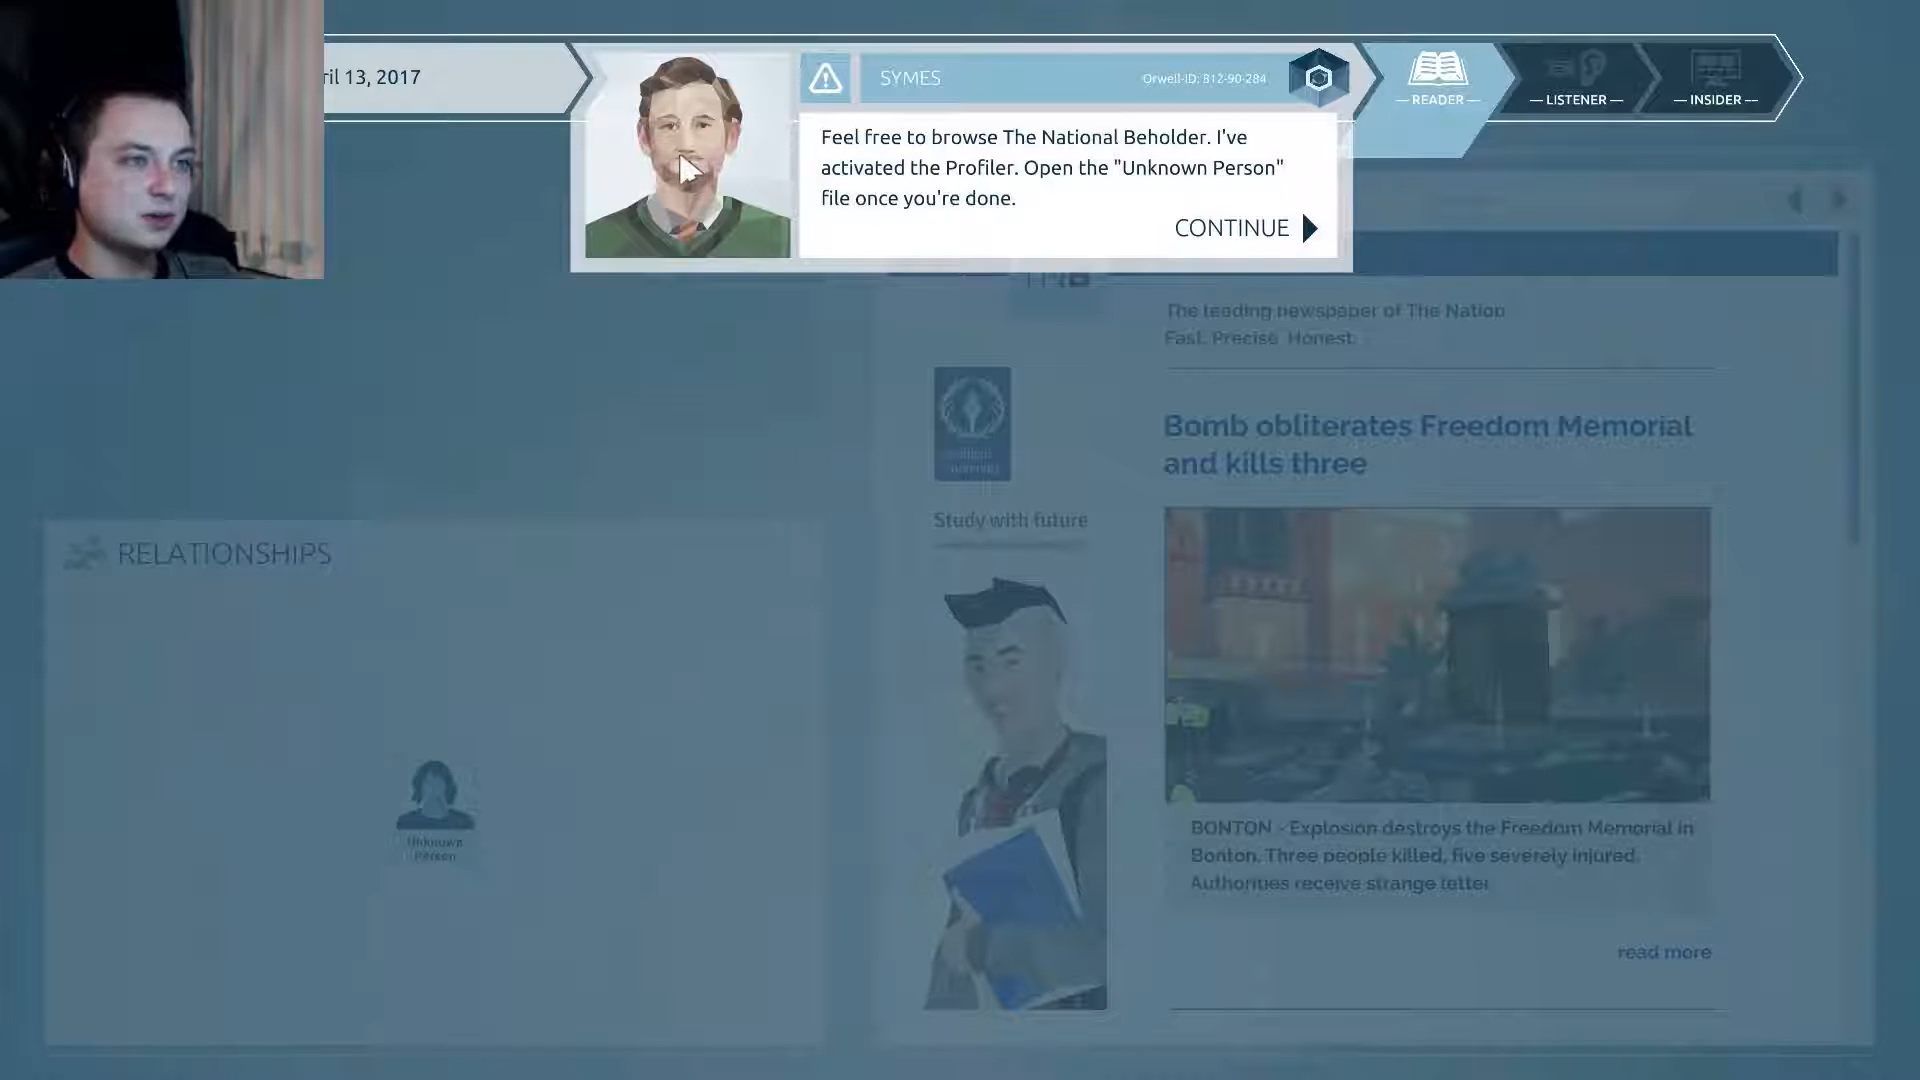 ril 13, 2017
SYMES
Orwell-ID: 812-90-284
Feel free to browse The National Beholder. I've
activated the Profiler. Open the "Unknown Person"
file once you're done.
CONTINUE
— READER —
— LISTENER —
— INSIDER —
The leading newspaper of The Nation
Fast. Precise. Honest.
Bomb obliterates Freedom Memorial
and kills three
Study with future
RELATIONSHIPS
Unknown
Person
BONTON - Explosion destroys the Freedom Memorial in
Bonton. Three people killed, five severely injured.
Authorities receive strange letter
read more